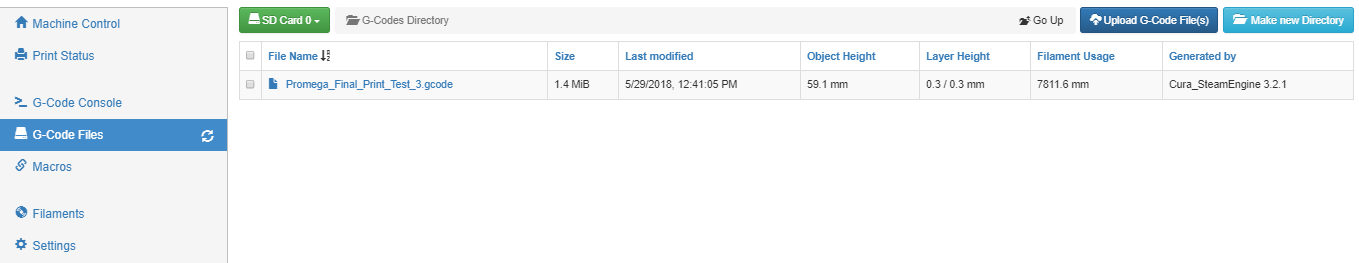 Machine Control
Print Status
G-Code Console
G-Code Files
Macros
Filaments
Settings
SD Card 0 G-Codes Directory Go Up Upload G-Code File(s) Make new Directory
File Name Size Last modified Object Height Layer Height Filament Usage Generated by
Promega_Final_Print_Test_3.gcode 1.4 MiB 5/29/2018, 12:41:05 PM 59.1 mm 0.3 / 0.3 mm 7811.6 mm Cura_SteamEngine 3.2.1